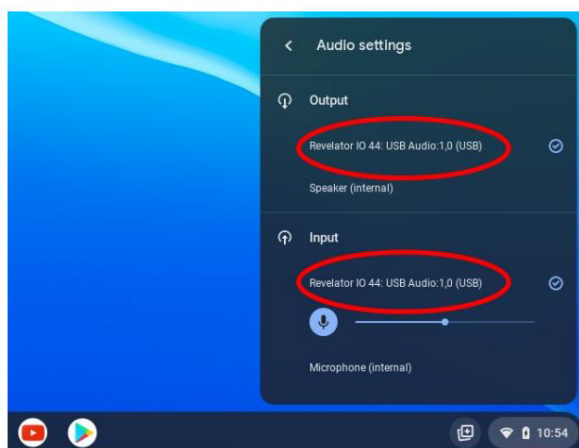 Audio settings
Output
Revelator IO 44: USB Audio:1,0 (USB)
Speaker (internal)
Input
Revelator IO 44: USB Audio:1,0 (USB)
Microphone (internal)
10:54